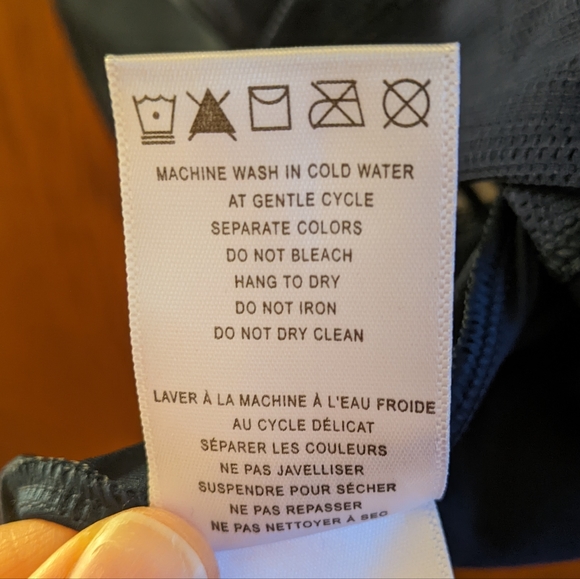 MACHINE WASH IN COLD WATER
AT GENTLE CYCLE
SEPARATE COLORS
DO NOT BLEACH
HANG TO DRY
DO NOT IRON
DO NOT DRY CLEAN
LAVER À LA MACHINE À L'EAU FROIDE
AU CYCLE DÉLICAT
SÉPARER LES COULEURS
NE PAS JAVELLISER
SUSPENDRE POUR SÉCHER
NE PAS REPASSER
NE PAS NETTOYER À SEC